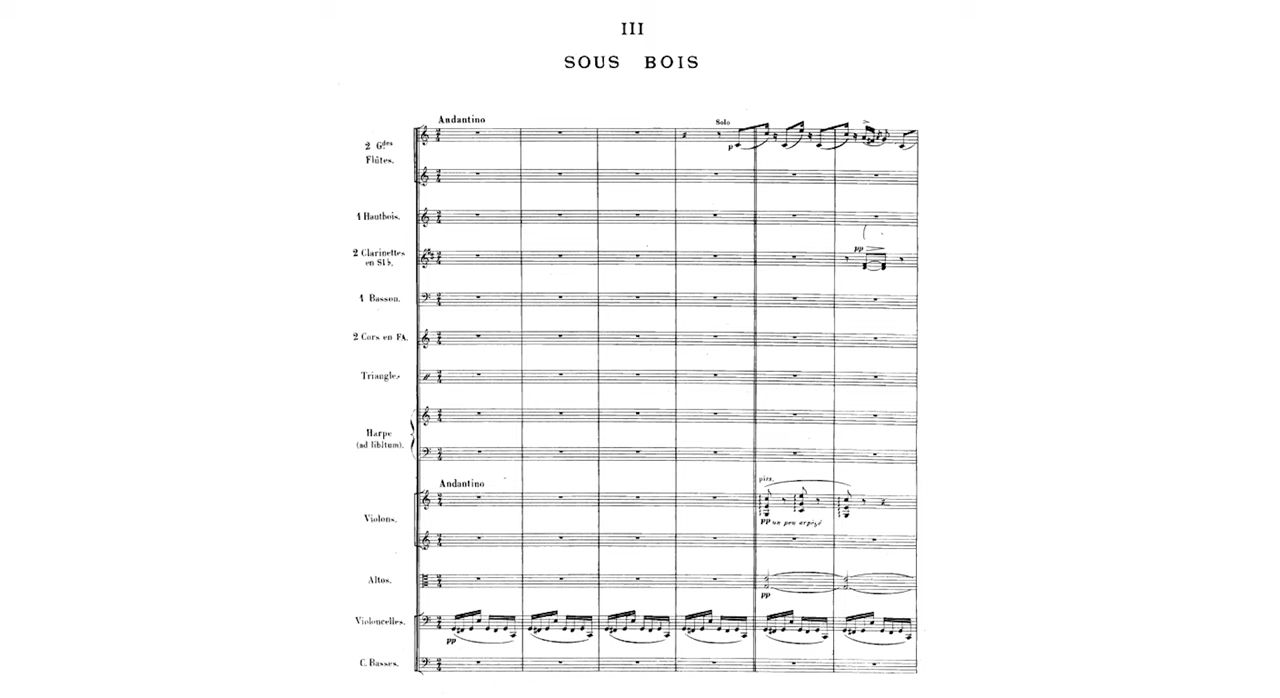 III
SOUS BOIS
Andantino
Solo
p
2 Gdes
Flûtes.
1 Hautbois.
pp
2 Clarinettes
en SIb.
1 Basson.
2 Cors en FA.
Triangle.
Harpe
(ad libitum).
Andantino
pizz.
Violons.
pp un peu arpégé
Altos.
pp
Violoncelles.
pp
C. Basses.